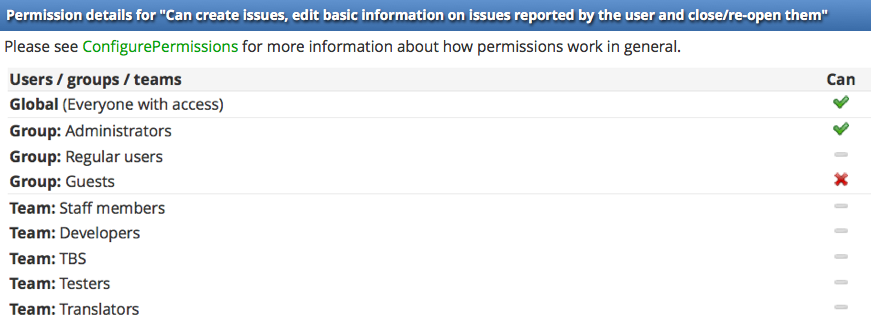 Permission details for "Can create issues, edit basic information on issues reported by the user and close/re-open them"
Please see ConfigurePermissions for more information about how permissions work in general.
Users / groups / teams Can
Global (Everyone with access)
Group: Administrators
Group: Regular users
Group: Guests
Team: Staff members
Team: Developers
Team: TBS
Team: Testers
Team: Translators